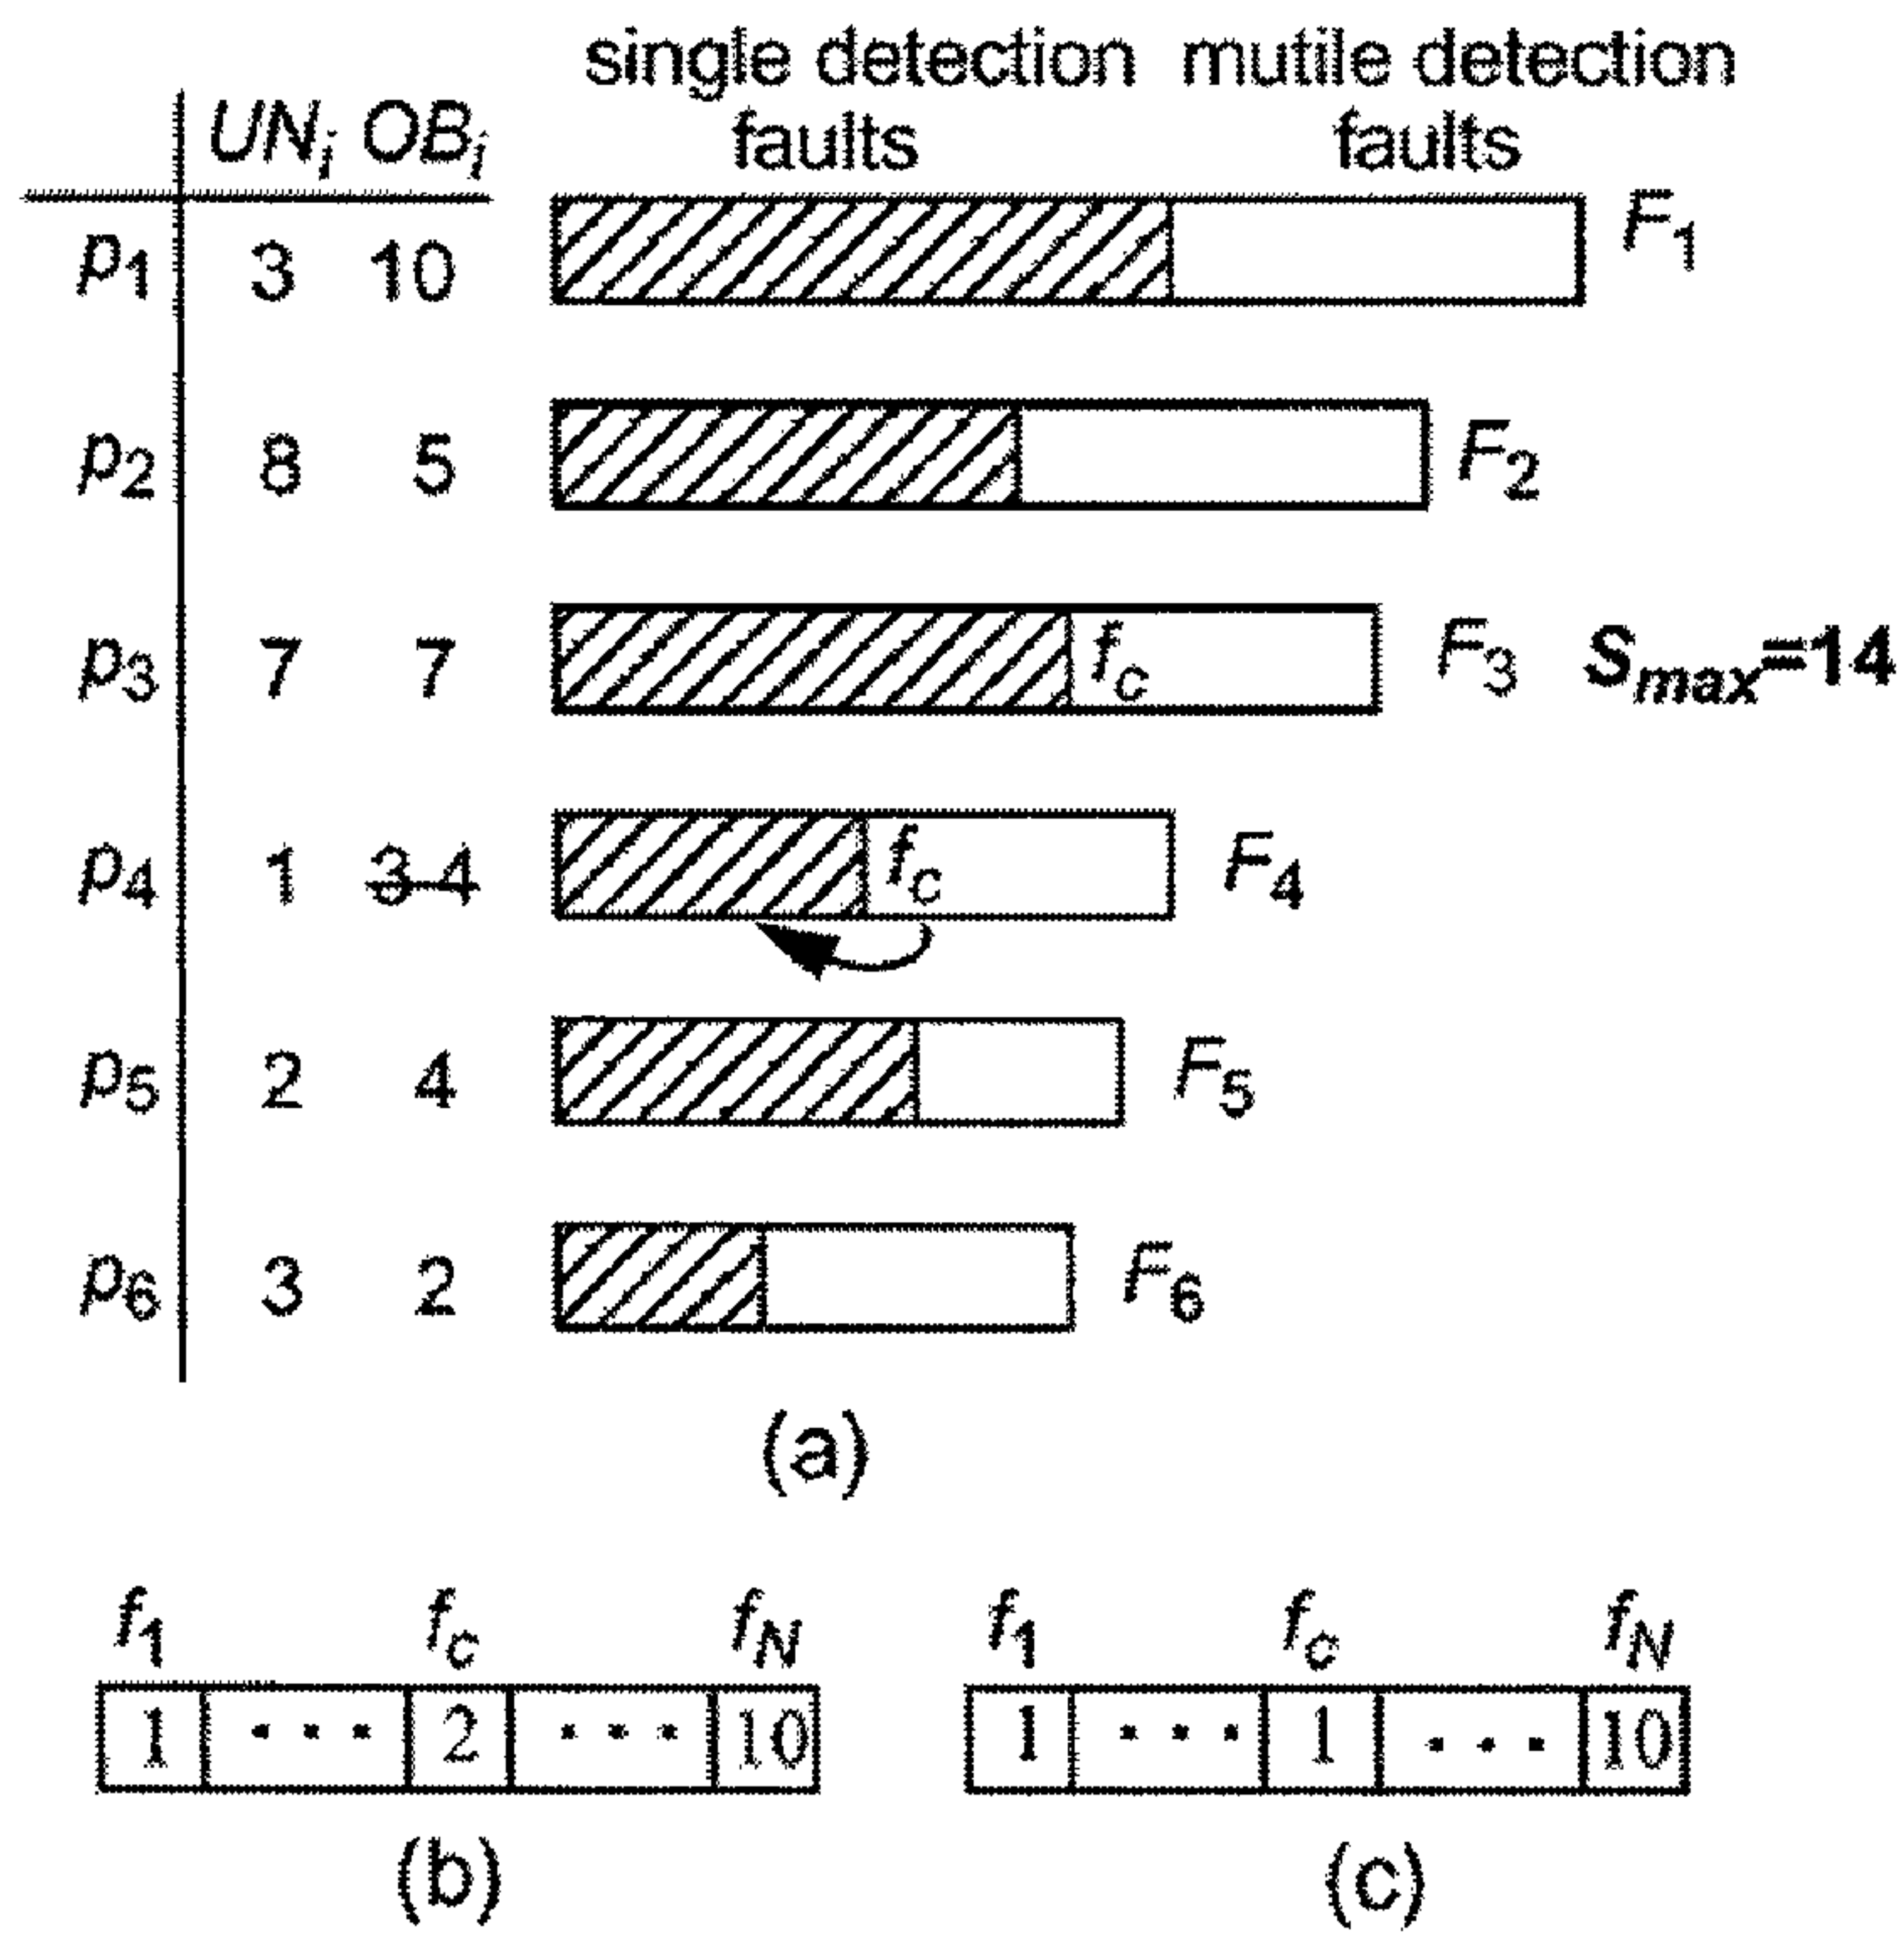 single detection mutile detection
faults faults
UNi OBi
p1 3 10 F1
p2 8 5 F2
p3 7 7 fc F3 Smax=14
p4 1 3 4 fc F4
p5 2 4 F5
p6 3 2 F6
(a)
f1 fc fN f1 fc fN
1 ... 2 ... 10 1 ... 1 ... 10
(b) (c)